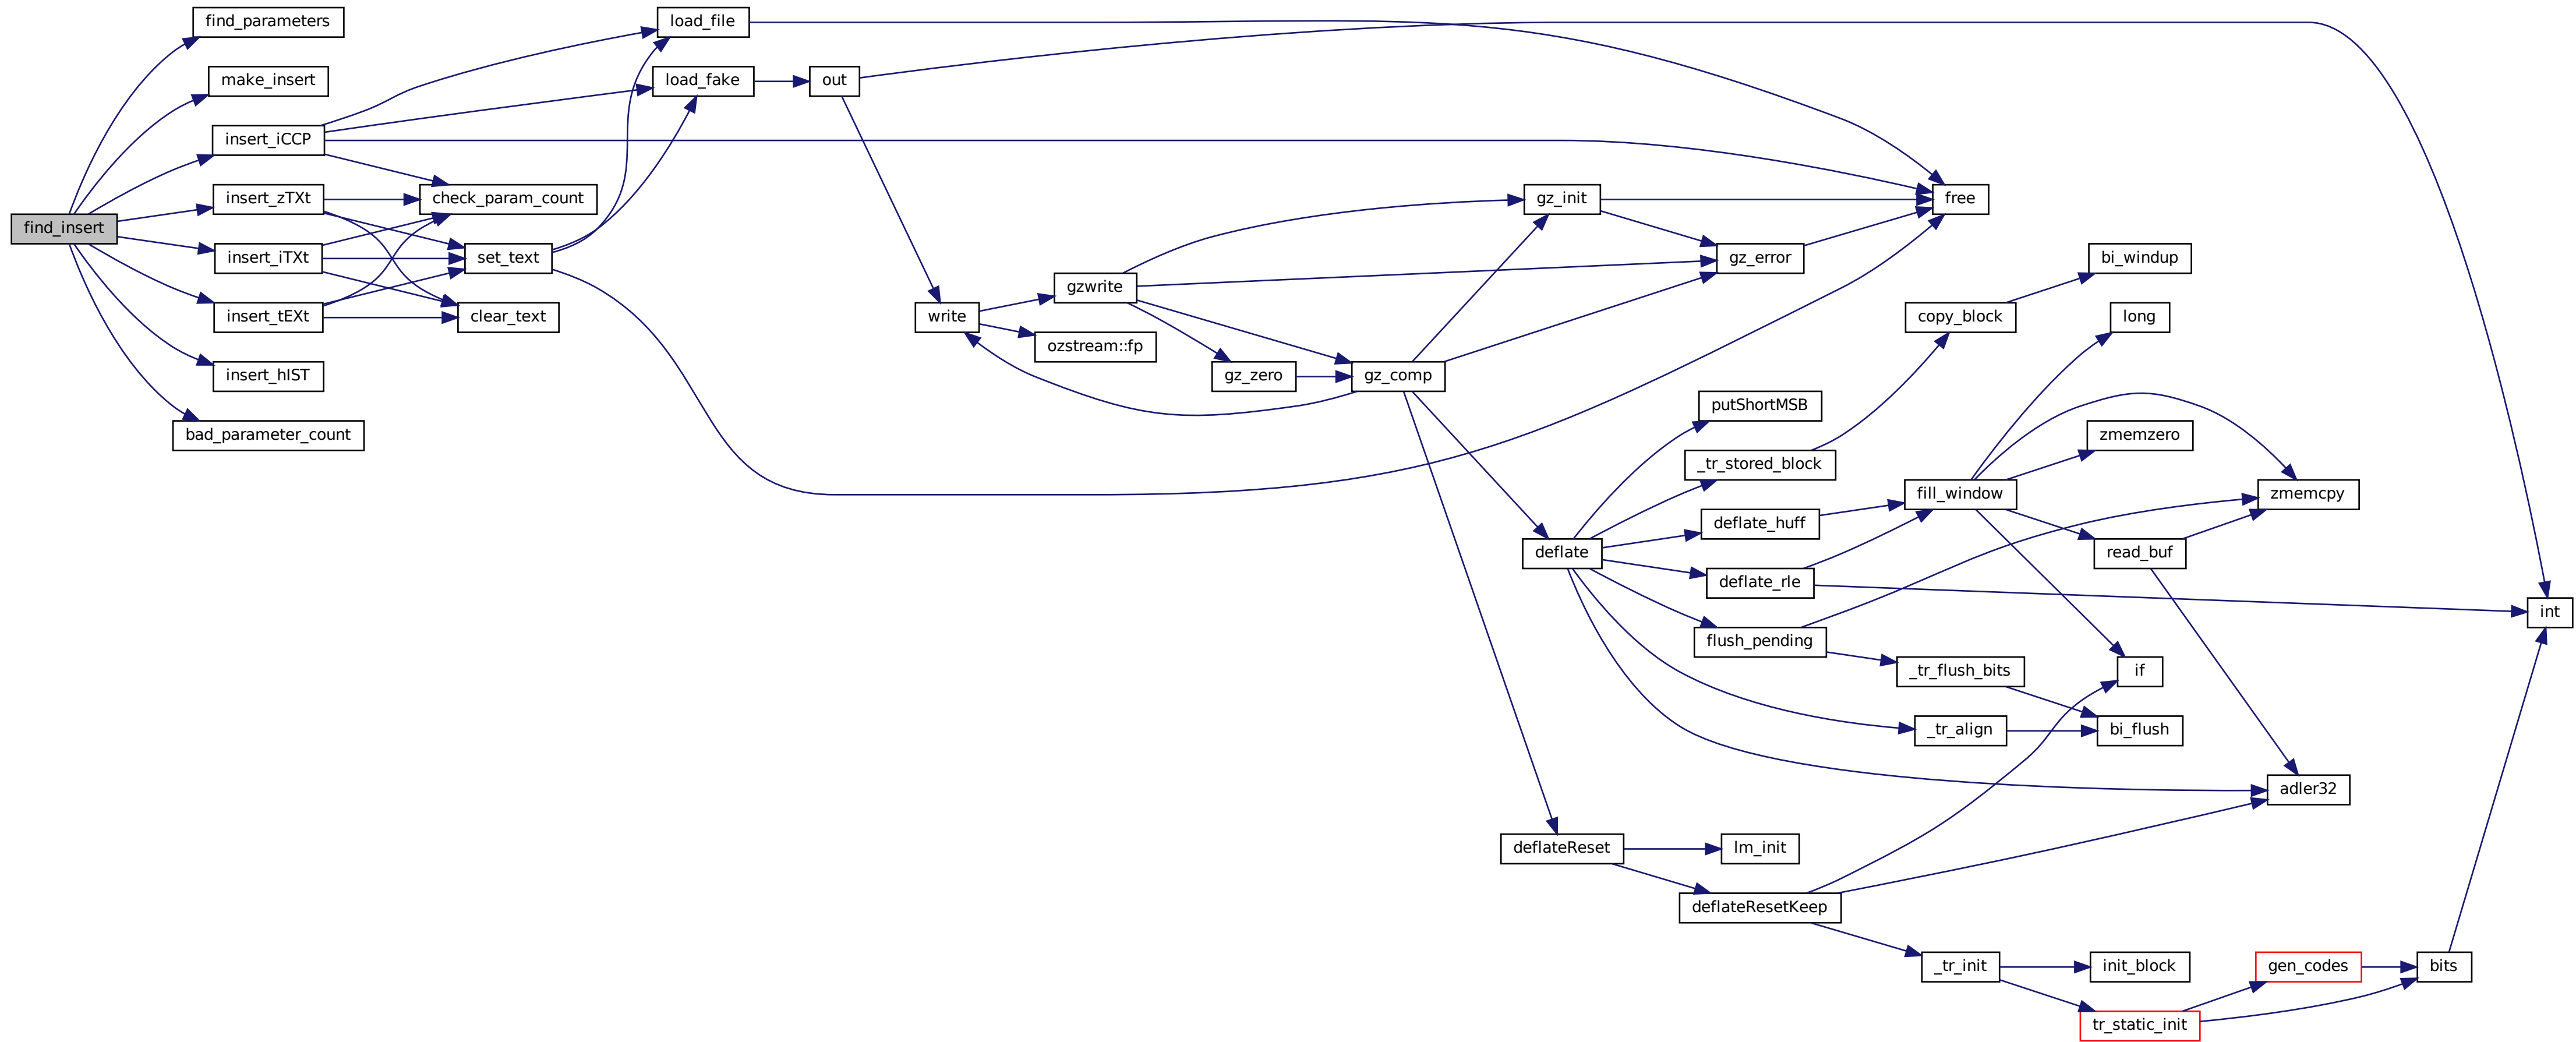 find_parameters
load_file
make_insert
load_fake
out
insert_iCCP
insert_zTXt
check_param_count
gz_init
free
find_insert
insert_iTXt
set_text
gz_error
bi_windup
gzwrite
insert_tEXt
clear_text
write
copy_block
long
ozstream::fp
insert_hIST
gz_zero
gz_comp
putShortMSB
bad_parameter_count
zmemzero
_tr_stored_block
fill_window
zmemcpy
deflate_huff
deflate
read_buf
deflate_rle
int
flush_pending
_tr_flush_bits
if
_tr_align
bi_flush
adler32
deflateReset
lm_init
deflateResetKeep
_tr_init
init_block
gen_codes
bits
tr_static_init